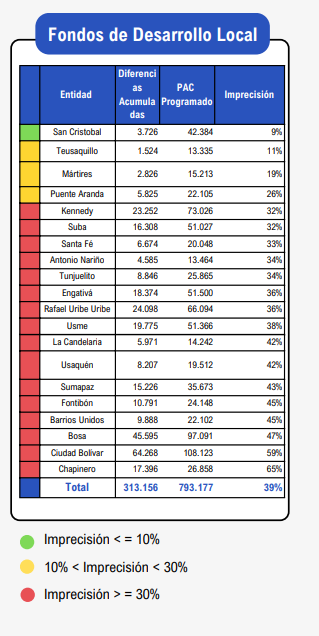 Fondos de Desarrollo Local
Entidad Diferenci as Acumula das PAC Programado Imprecisión
San Cristobal 3.726 42.384 9%
Teusaquillo 1.524 13.335 11%
Mártires 2.826 15.213 19%
Puente Aranda 5.825 22.105 26%
Kennedy 23.252 73.026 32%
Suba 16.308 51.027 32%
Santa Fé 6.674 20.048 33%
Antonio Nariño 4.585 13.464 34%
Tunjuelito 8.846 25.865 34%
Engativá 18.374 51.500 36%
Rafael Uribe Uribe 24.098 66.094 36%
Usme 19.775 51.366 38%
La Candelaria 5.971 14.242 42%
Usaquén 8.207 19.512 42%
Sumapaz 15.226 35.673 43%
Fontibón 10.791 24.148 45%
Barrios Unidos 9.888 22.102 45%
Bosa 45.595 97.091 47%
Ciudad Bolívar 64.268 108.123 59%
Chapinero 17.396 26.858 65%
Total 313.156 793.177 39%
Imprecisión < = 10%
10% < Imprecisión < 30%
Imprecisión > = 30%